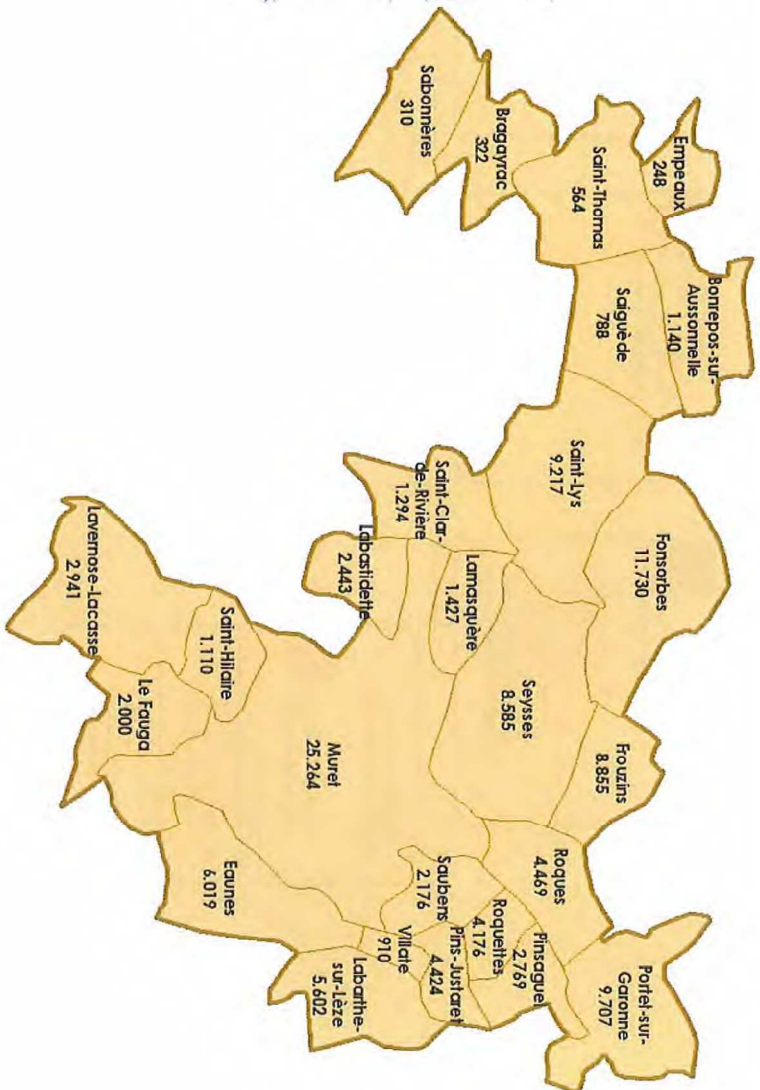 Empeaux
248
Bonrepos-sur-
Aussonnelle
1.140
Saint-Thomas
564
Saiguède
788
Bragayrac
322
Sabonnères
310
Saint-Lys
9.217
Fonsorbes
11.730
Saint-Clar-
de-Rivière
1.294
Lamasquère
1.427
Labastidette
2.443
Seysses
8.585
Frouzins
8.855
Roques
4.469
Portet-sur-
Garonne
9.707
Pinsaguel
2.769
Roquettes
4.176
Saubens
2.176
Pins-Justaret
4.424
Villate
910
Labarthe-
sur-Lèze
5.602
Muret
25.264
Eaunes
6.019
Saint-Hilaire
1.110
Le Fauga
2.000
Lavernose-Lacasse
2.941